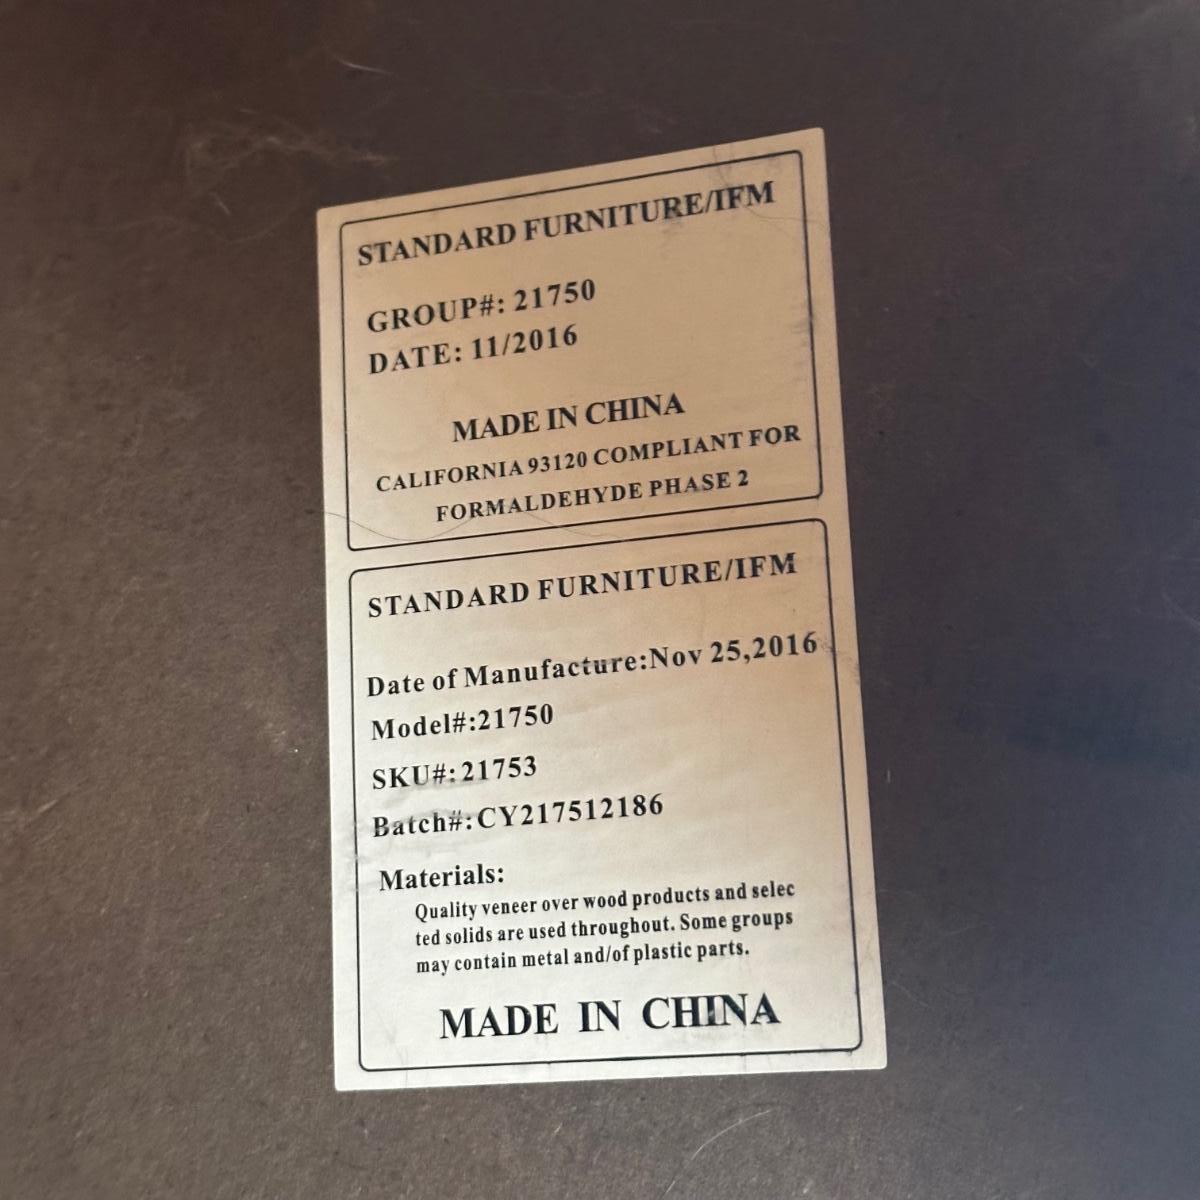 STANDARD FURNITURE/IFM
GROUP#: 21750
DATE: 11/2016
MADE IN CHINA
CALIFORNIA 93120 COMPLIANT FOR
FORMALDEHYDE PHASE 2
STANDARD FURNITURE/IFM
Date of Manufacture:Nov 25,2016
Model#:21750
SKU#:21753
Batch#:CY217512186
Materials:
Quality veneer over wood products and selec
ted solids are used throughout. Some groups
may contain metal and/of plastic parts.
MADE IN CHINA